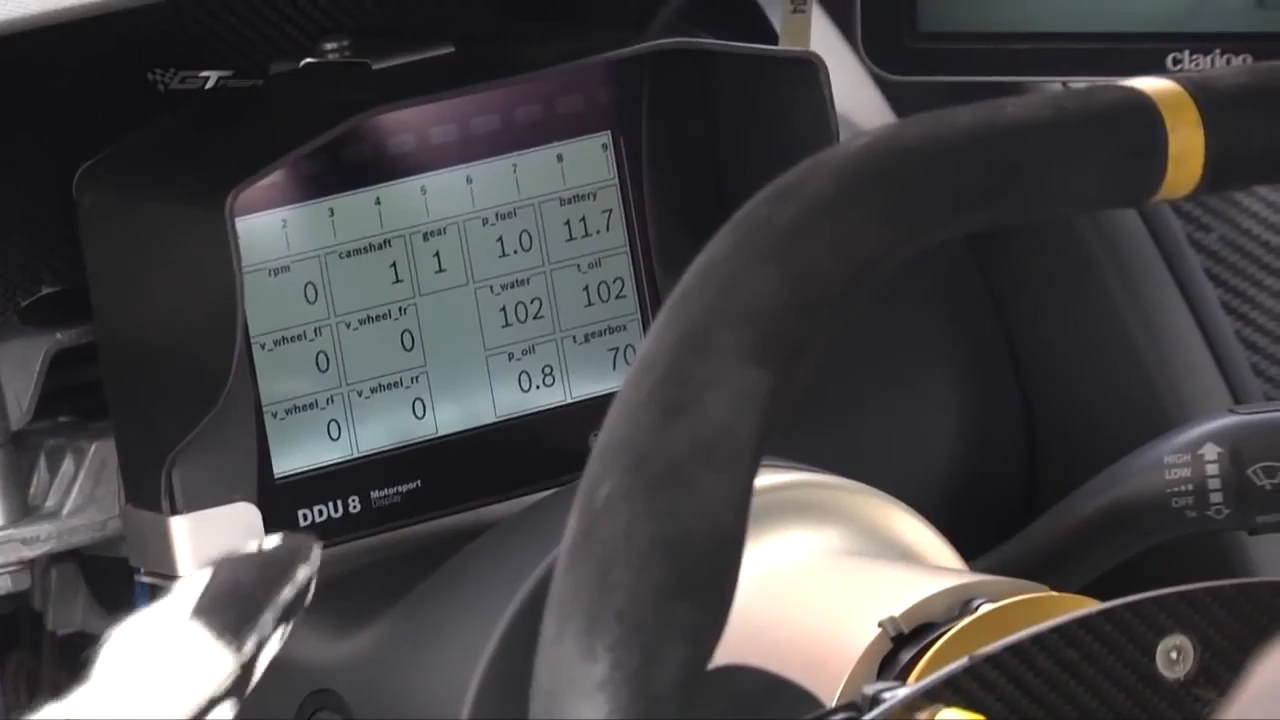 04
clarion
GT
2 3 4 5 6 7 8 9
rpm camshaft gear p_fuel battery
0 1 1 1.0 11.7
v_wheel_fl v_wheel_fr t_water t_oil
0 0 102 102
v_wheel_rl v_wheel_rr p_oil t_gearbox
0 0 0.8 70
DDU 8 Motorsport
Display
HIGH
LOW
OFF